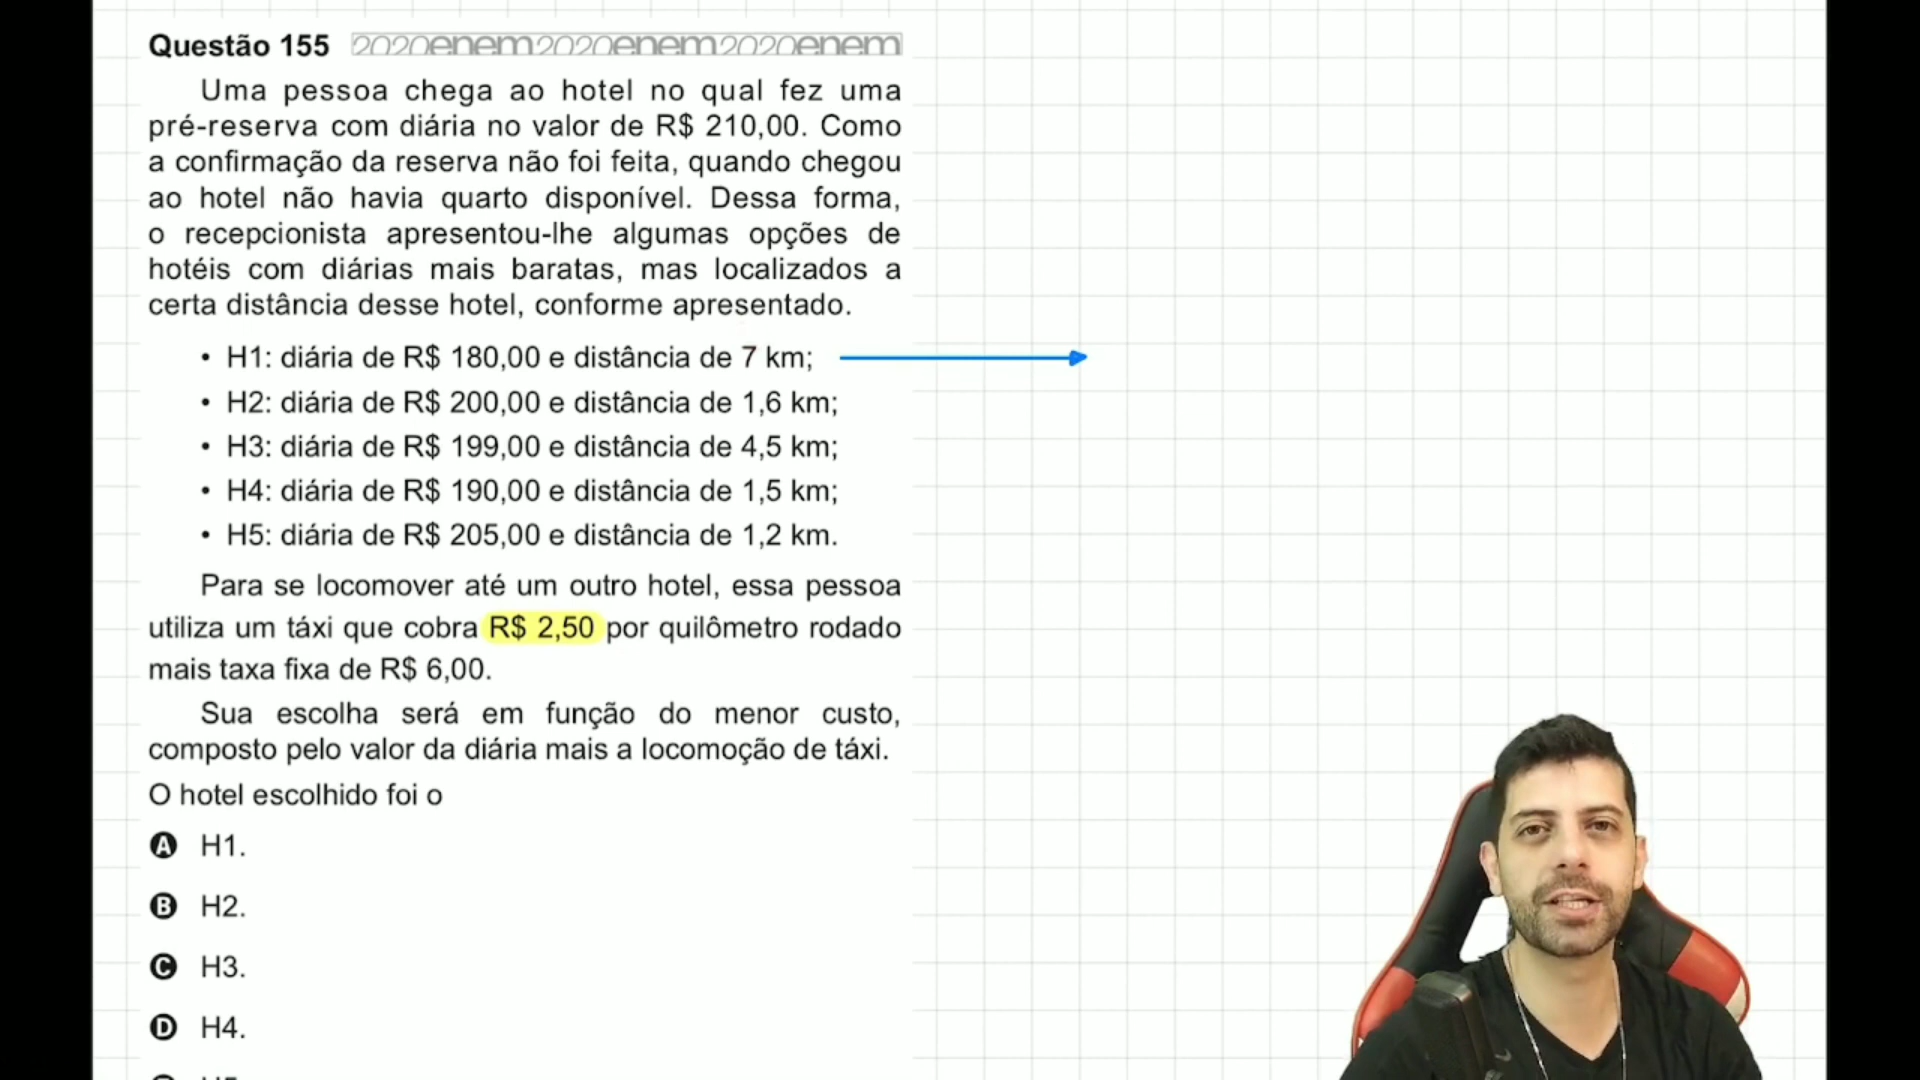 Questão 155 2020enem2020enem2020enem
Uma pessoa chega ao hotel no qual fez uma
pré-reserva com diária no valor de R$ 210,00. Como
a confirmação da reserva não foi feita, quando chegou
ao hotel não havia quarto disponível. Dessa forma,
o recepcionista apresentou-lhe algumas opções de
hotéis com diárias mais baratas, mas localizados a
certa distância desse hotel, conforme apresentado.
• H1: diária de R$ 180,00 e distância de 7 km;
• H2: diária de R$ 200,00 e distância de 1,6 km;
• H3: diária de R$ 199,00 e distância de 4,5 km;
• H4: diária de R$ 190,00 e distância de 1,5 km;
• H5: diária de R$ 205,00 e distância de 1,2 km.
Para se locomover até um outro hotel, essa pessoa
utiliza um táxi que cobra R$ 2,50 por quilômetro rodado
mais taxa fixa de R$ 6,00.
Sua escolha será em função do menor custo,
composto pelo valor da diária mais a locomoção de táxi.
O hotel escolhido foi o
A H1.
B H2.
C H3.
D H4.